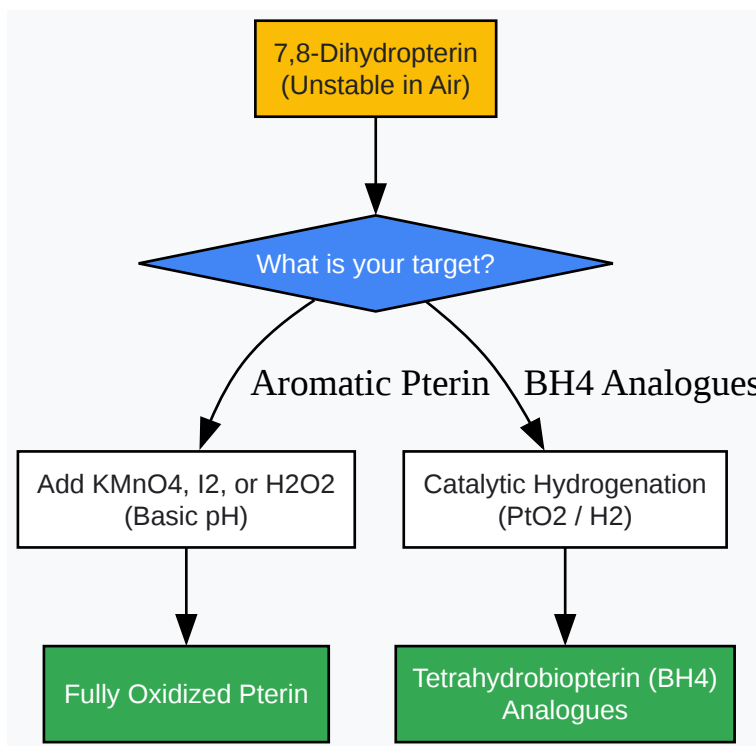 7,8-Dihydropterin
(Unstable in Air)
What is your target?
Aromatic Pterin
BH4 Analogues
Add KMnO4, I2, or H2O2
(Basic pH)
Catalytic Hydrogenation
(PtO2 / H2)
Fully Oxidized Pterin
Tetrahydrobiopterin (BH4)
Analogues